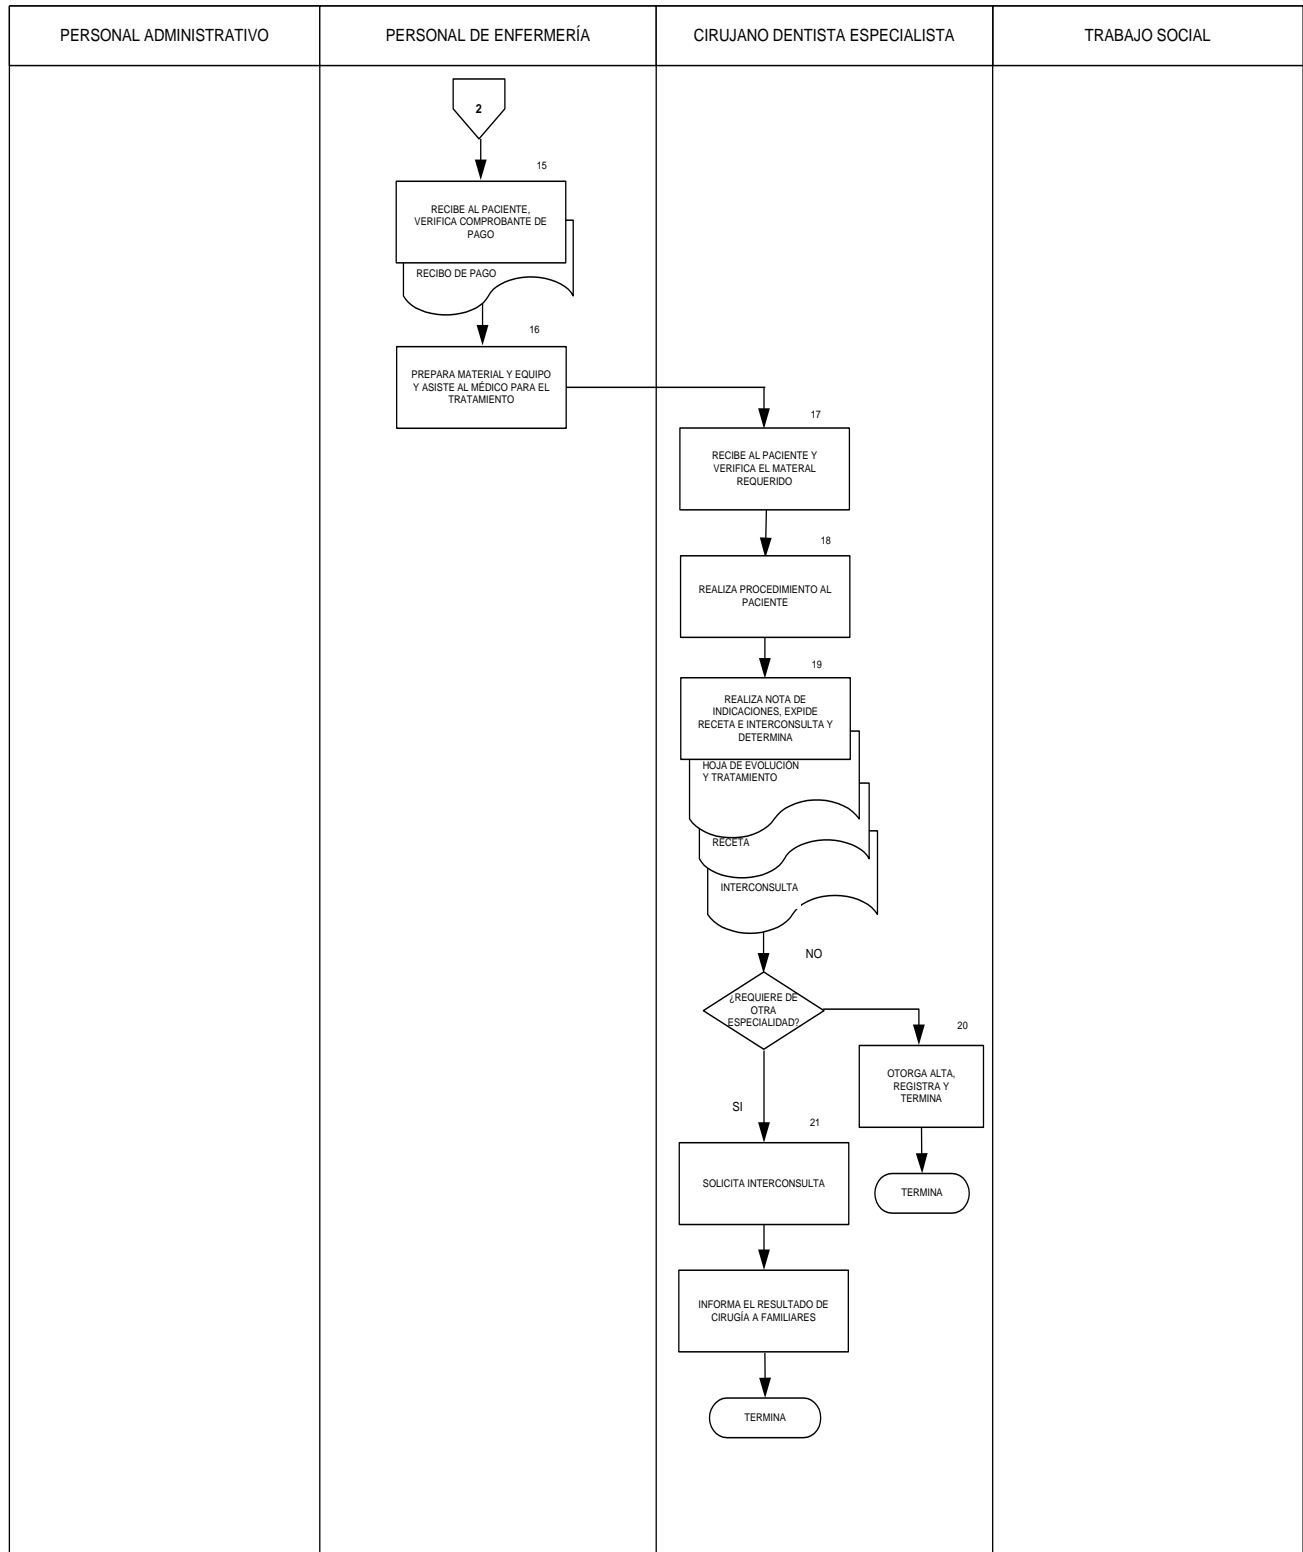 PERSONAL ADMINISTRATIVO
PERSONAL DE ENFERMERÍA
CIRUJANO DENTISTA ESPECIALISTA
TRABAJO SOCIAL
2
15
RECIBE AL PACIENTE,
VERIFICA COMPROBANTE DE
PAGO
RECIBO DE PAGO
16
PREPARA MATERIAL Y EQUIPO
Y ASISTE AL MÉDICO PARA EL
TRATAMIENTO
17
RECIBE AL PACIENTE Y
VERIFICA EL MATERAL
REQUERIDO
18
REALIZA PROCEDIMIENTO AL
PACIENTE
19
REALIZA NOTA DE
INDICACIONES, EXPIDE
RECETA E INTERCONSULTA Y
DETERMINA
HOJA DE EVOLUCIÓN
Y TRATAMIENTO
RECETA
INTERCONSULTA
NO
¿REQUIERE DE
OTRA
ESPECIALIDAD?
20
OTORGA ALTA,
REGISTRA Y
TERMINA
SI
21
SOLICITA INTERCONSULTA
TERMINA
INFORMA EL RESULTADO DE
CIRUGÍA A FAMILIARES
TERMINA